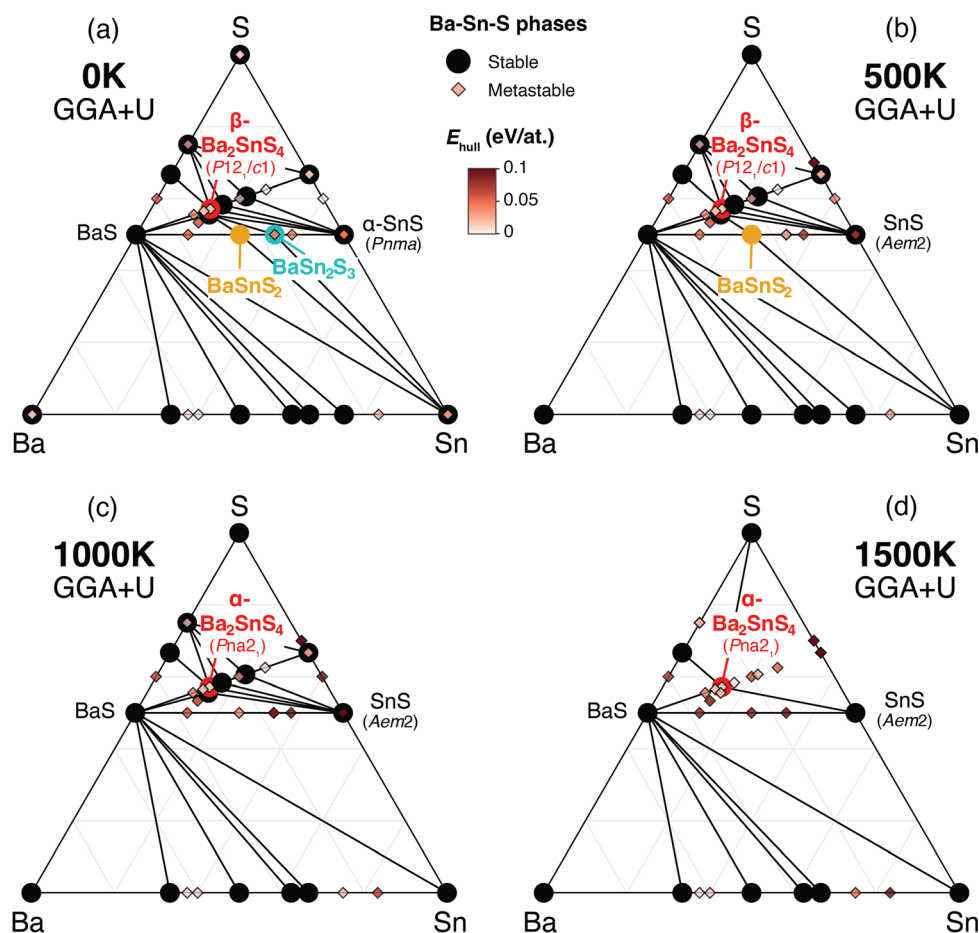 Ba-Sn-S phases
Stable
Metastable
E_hull (eV/at.)
0.1
0.05
0
(a)
0K
GGA+U
S
β-
Ba₂SnS₄
(P12₁/c1)
BaS
α-SnS
(Pnma)
BaSn₂S₃
BaSnS₂
Ba
Sn
(b)
500K
GGA+U
S
β-
Ba₂SnS₄
(P12₁/c1)
BaS
SnS
(Aem2)
BaSnS₂
Ba
Sn
(c)
1000K
GGA+U
S
α-
Ba₂SnS₄
(Pna2₁)
BaS
SnS
(Aem2)
Ba
Sn
(d)
1500K
GGA+U
S
α-
Ba₂SnS₄
(Pna2₁)
BaS
SnS
(Aem2)
Ba
Sn